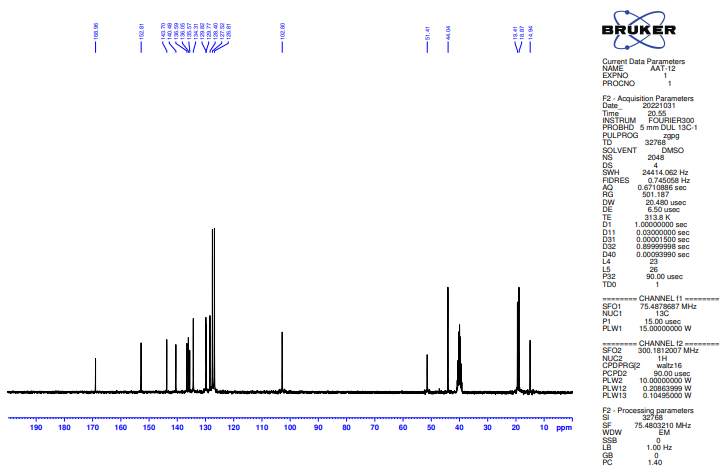 168.96
152.81
143.70
140.48
136.59
136.05
135.57
134.31
129.82
128.40
127.52
126.81
102.80
51.41
44.04
19.41
18.87
14.94
BRUKER
Current Data Parameters
NAME AAT-12
EXPNO 1
PROCNO 1
F2 - Acquisition Parameters
Date_ 20221031
Time 20.55
INSTRUM FOURIER300
PROBHD 5 mm DUL 13C-1
PULPROG zgpg
TD 32768
SOLVENT DMSO
NS 2048
DS 4
SWH 24414.062 Hz
FIDRES 0.745058 Hz
AQ 0.6710886 sec
RG 501.187
DW 20.480 usec
DE 6.50 usec
TE 313.8 K
D1 1.00000000 sec
D11 0.03000000 sec
D31 0.00001500 sec
D32 0.89999998 sec
D40 0.00093990 sec
L4 23
L5 26
P32 90.00 usec
TD0 1
======== CHANNEL f1 ========
SFO1 75.4878687 MHz
NUC1 13C
P1 15.00 usec
PLW1 15.00000000 W
======== CHANNEL f2 ========
SFO2 300.1812007 MHz
NUC2 1H
CPDPRG[2 waltz16
PCPD2 90.00 usec
PLW2 10.00000000 W
PLW12 0.20863999 W
PLW13 0.10495000 W
F2 - Processing parameters
SI 32768
SF 75.4803210 MHz
WDW EM
SSB 0
LB 1.00 Hz
GB 0
PC 1.40
190 180 170 160 150 140 130 120 110 100 90 80 70 60 50 40 30 20 10 ppm